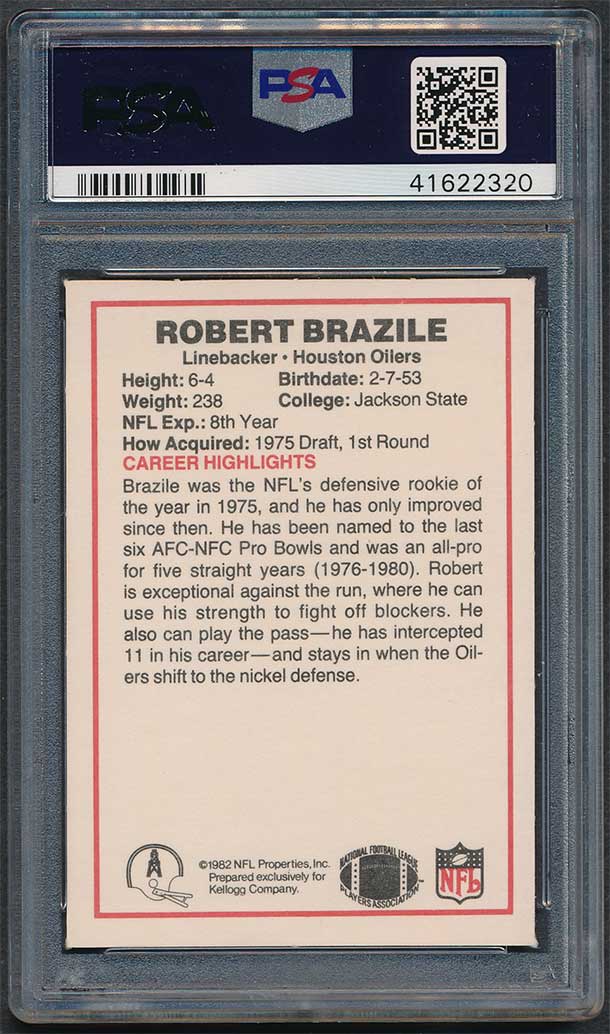 PSA
PSA
41622320
ROBERT BRAZILE
Linebacker • Houston Oilers
Height: 6-4 Birthdate: 2-7-53
Weight: 238 College: Jackson State
NFL Exp.: 8th Year
How Acquired: 1975 Draft, 1st Round
CAREER HIGHLIGHTS
Brazile was the NFL's defensive rookie of
the year in 1975, and he has only improved
since then. He has been named to the last
six AFC-NFC Pro Bowls and was an all-pro
for five straight years (1976-1980). Robert
is exceptional against the run, where he can
use his strength to fight off blockers. He
also can play the pass—he has intercepted
11 in his career—and stays in when the Oil-
ers shift to the nickel defense.
©1982 NFL Properties, Inc.
Prepared exclusively for
Kellogg Company.
NATIONAL FOOTBALL LEAGUE
PLAYERS ASSOCIATION
NFL